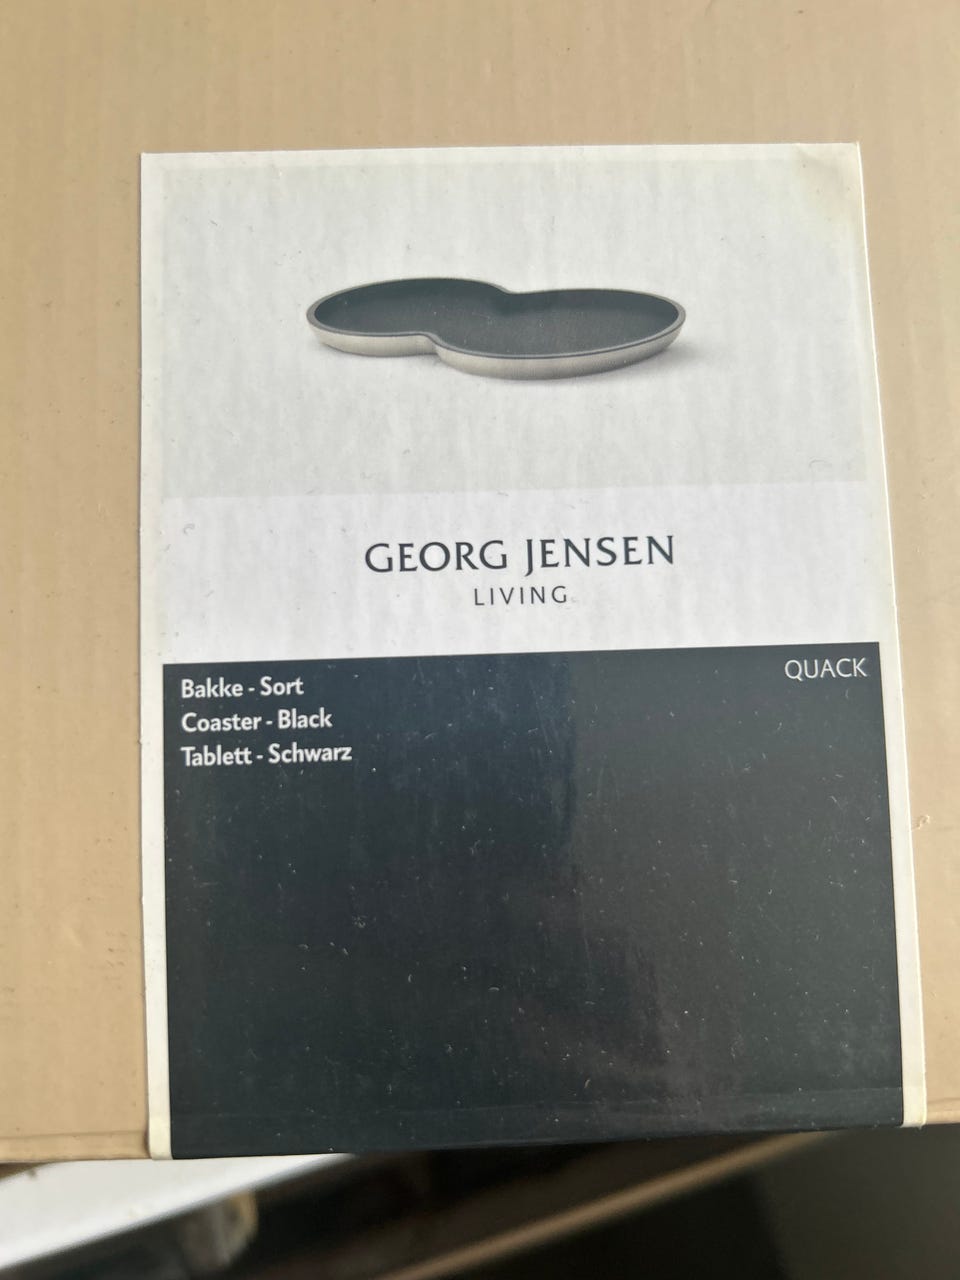 GEORG JENSEN
LIVING
QUACK
Bakke - Sort
Coaster - Black
Tablett - Schwarz